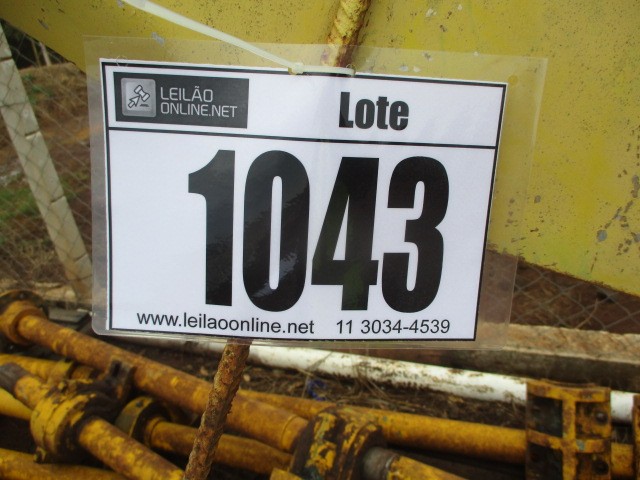 LEILÃO
ONLINE.NET
Lote
1043
www.leilaoonline.net 11 3034-4539